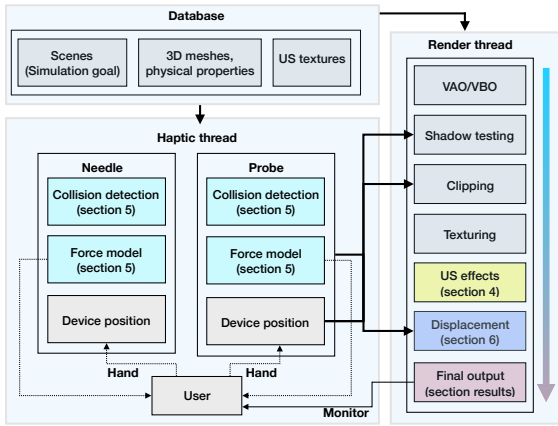 Database
Scenes
(Simulation goal)
3D meshes,
physical properties
US textures
Haptic thread
Needle
Collision detection
(section 5)
Force model
(section 5)
Device position
Hand
Probe
Collision detection
(section 5)
Force model
(section 5)
Device position
Hand
User
Monitor
Render thread
VAO/VBO
Shadow testing
Clipping
Texturing
US effects
(section 4)
Displacement
(section 6)
Final output
(section results)